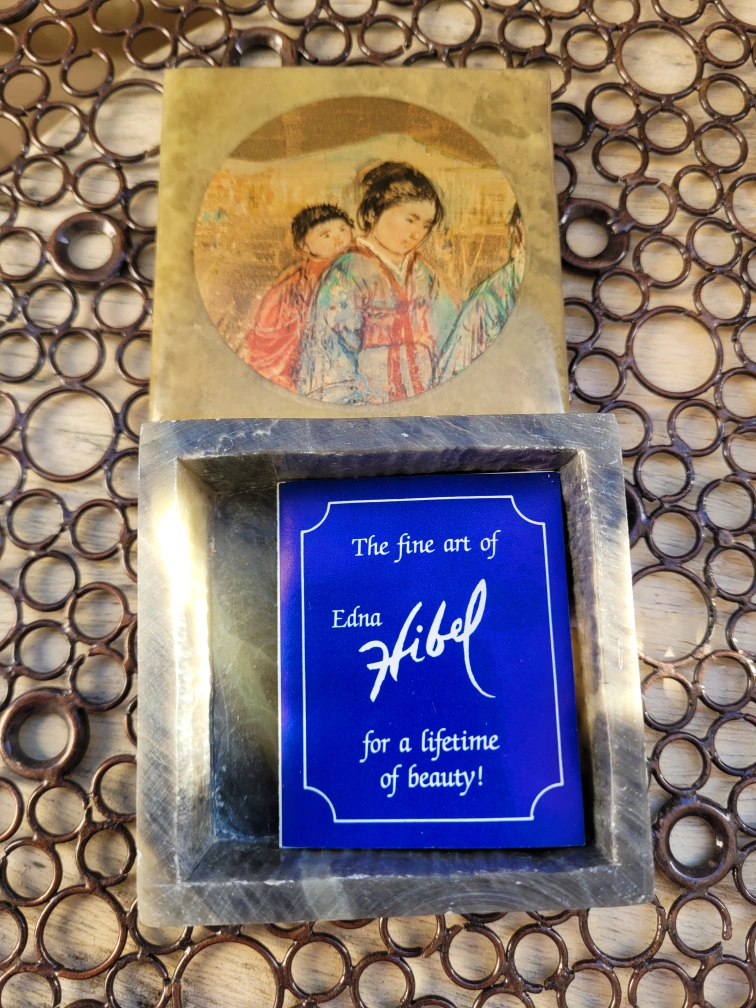 The fine art of
Edna Hibel
for a lifetime
of beauty!